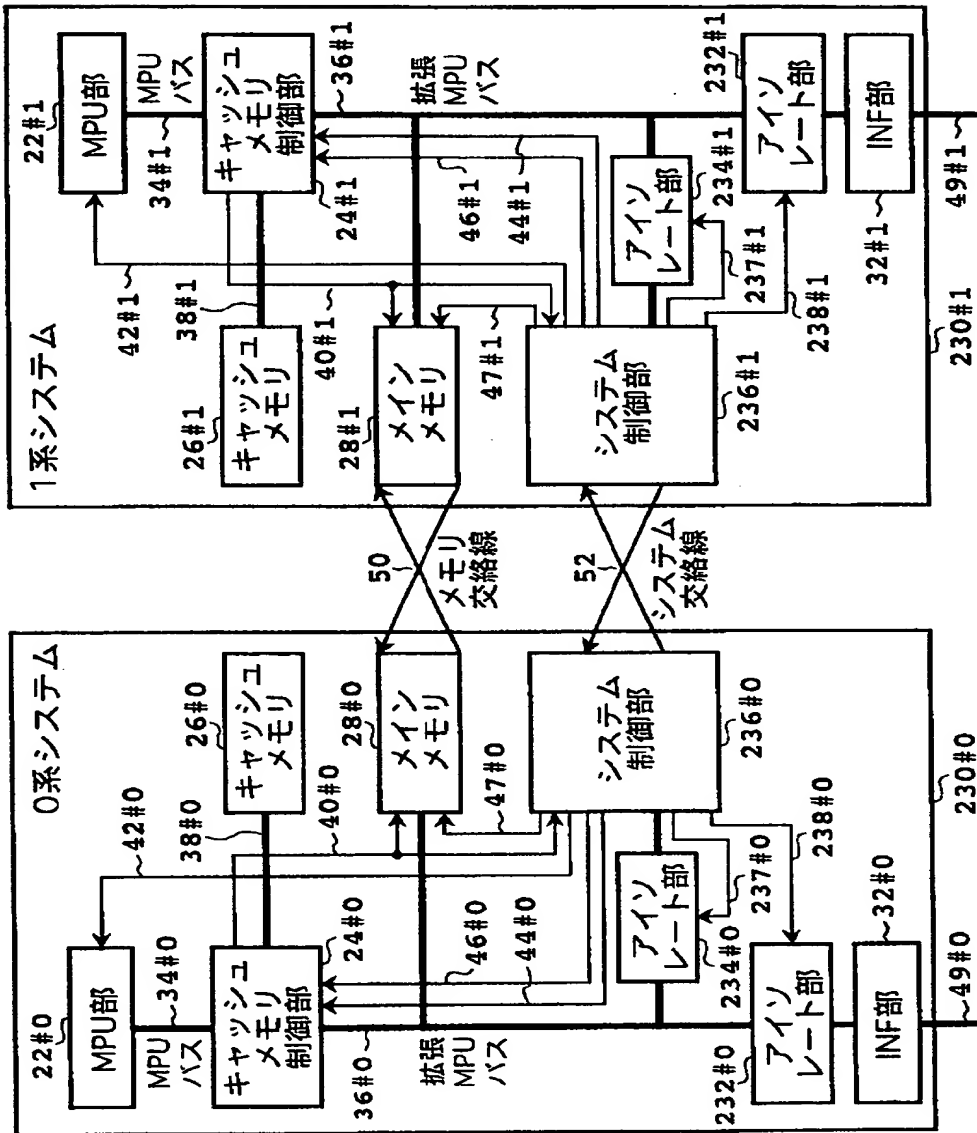 0系システム
22#0
MPU部
42#0
34#0
MPU
バス
38#0
26#0
キャッシュ
メモリ
キャッシュ
メモリ
制御部
24#0
40#0
36#0
拡張
MPU
バス
46#0
44#0
28#0
メイン
メモリ
47#0
システム
制御部
236#0
アイソ
レート部
234#0
237#0
238#0
232#0
アイソ
レート部
INF部
32#0
49#0
230#0
50
メモリ
交絡線
52
システム
交絡線
1系システム
22#1
MPU部
42#1
34#1
MPU
バス
38#1
26#1
キャッシュ
メモリ
キャッシュ
メモリ
制御部
24#1
40#1
36#1
拡張
MPU
バス
46#1
44#1
28#1
メイン
メモリ
47#1
システム
制御部
236#1
アイソ
レート部
234#1
237#1
238#1
232#1
アイソ
レート部
INF部
32#1
49#1
230#1